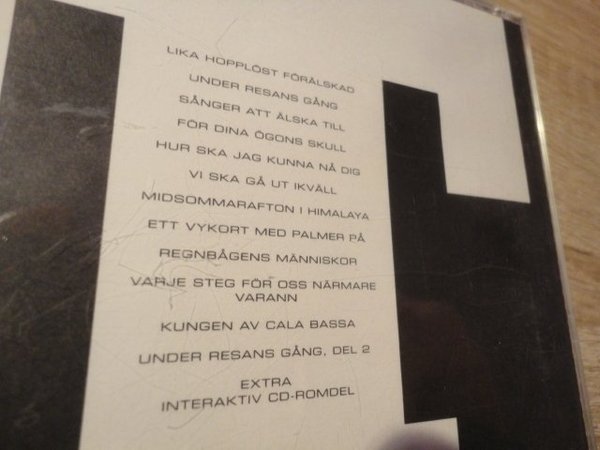 LIKA HOPPLÖST FÖRÄLSKAD
UNDER RESANS GÅNG
SÅNGER ATT ÄLSKA TILL
FÖR DINA ÖGONS SKULL
HUR SKA JAG KUNNA NÅ DIG
VI SKA GÅ UT IKVÄLL
MIDSOMMARAFTON I HIMALAYA
ETT VYKORT MED PALMER PÅ
REGNBÅGENS MÄNNISKOR
VARJE STEG FÖR OSS NÄRMARE
VARANN
KUNGEN AV CALA BASSA
UNDER RESANS GÅNG, DEL 2
EXTRA
INTERAKTIV CD-ROMDEL